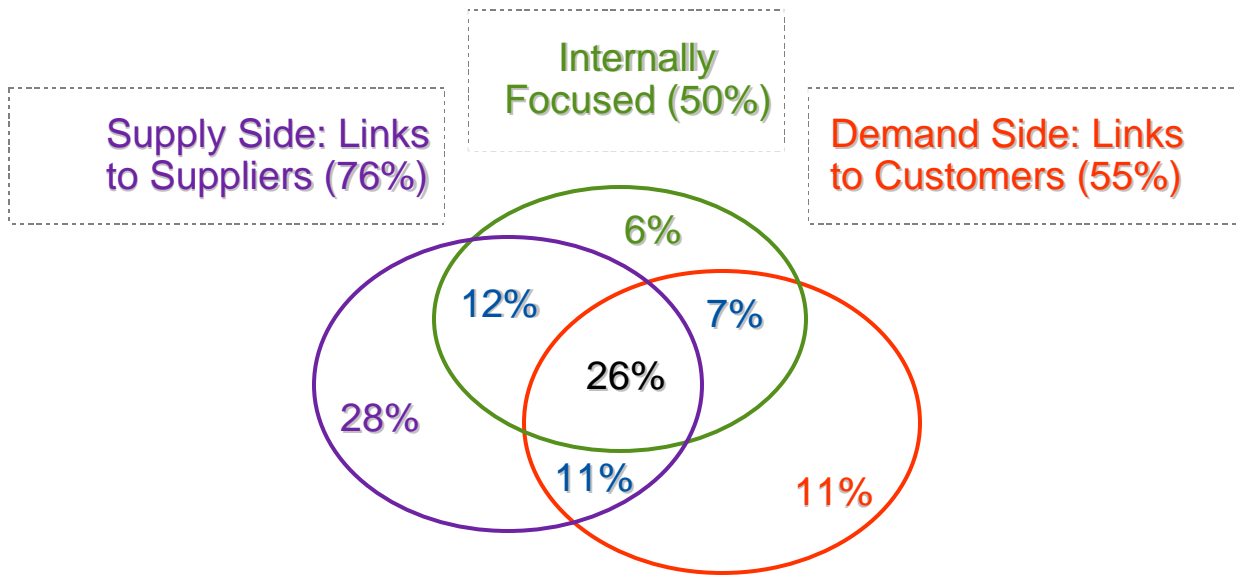 Internally
Focused (50%)
Supply Side: Links
to Suppliers (76%)
Demand Side: Links
to Customers (55%)
6%
12%
7%
26%
28%
11%
11%